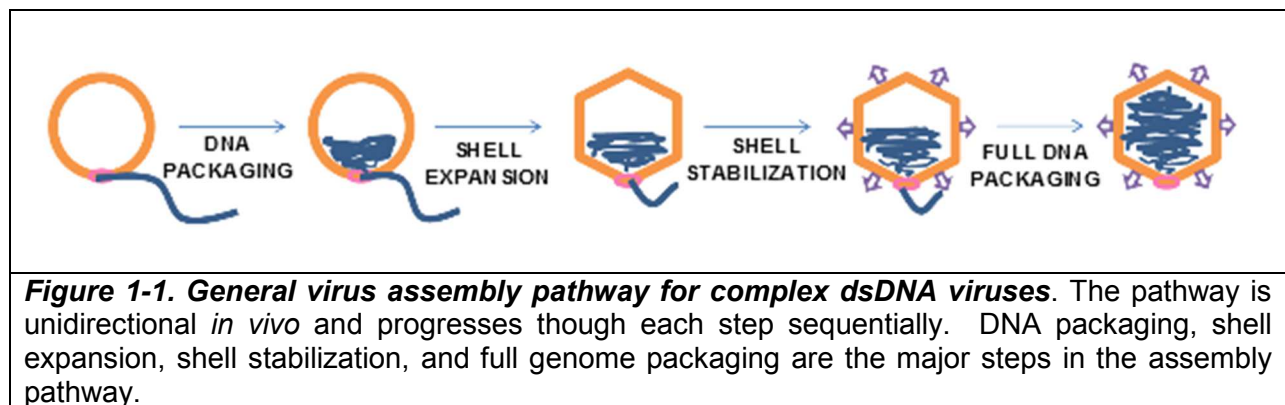 DNA
PACKAGING
SHELL
EXPANSION
SHELL
STABILIZATION
FULL DNA
PACKAGING
Figure 1-1. General virus assembly pathway for complex dsDNA viruses. The pathway is
unidirectional in vivo and progresses though each step sequentially. DNA packaging, shell
expansion, shell stabilization, and full genome packaging are the major steps in the assembly
pathway.